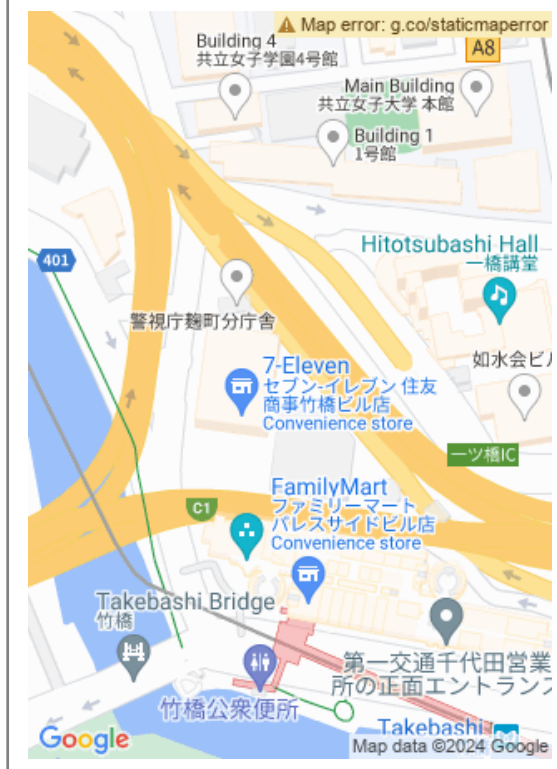 Map error: g.co/staticmaperror
Building 4
共立女子学園4号館
A8
Main Building
共立女子大学 本館
Building 1
1号館
Hitotsubashi Hall
一橋講堂
401
警視庁麹町分庁舎
7-Eleven
セブン-イレブン 住友
商事竹橋ビル店
Convenience store
如水会ビル
一ツ橋IC
C1
FamilyMart
ファミリーマート
パレスサイドビル店
Convenience store
Takebashi Bridge
竹橋
第一交通千代田営業
所の正面エントランス
竹橋公衆便所
Takebashi
Google
Map data ©2024 Google